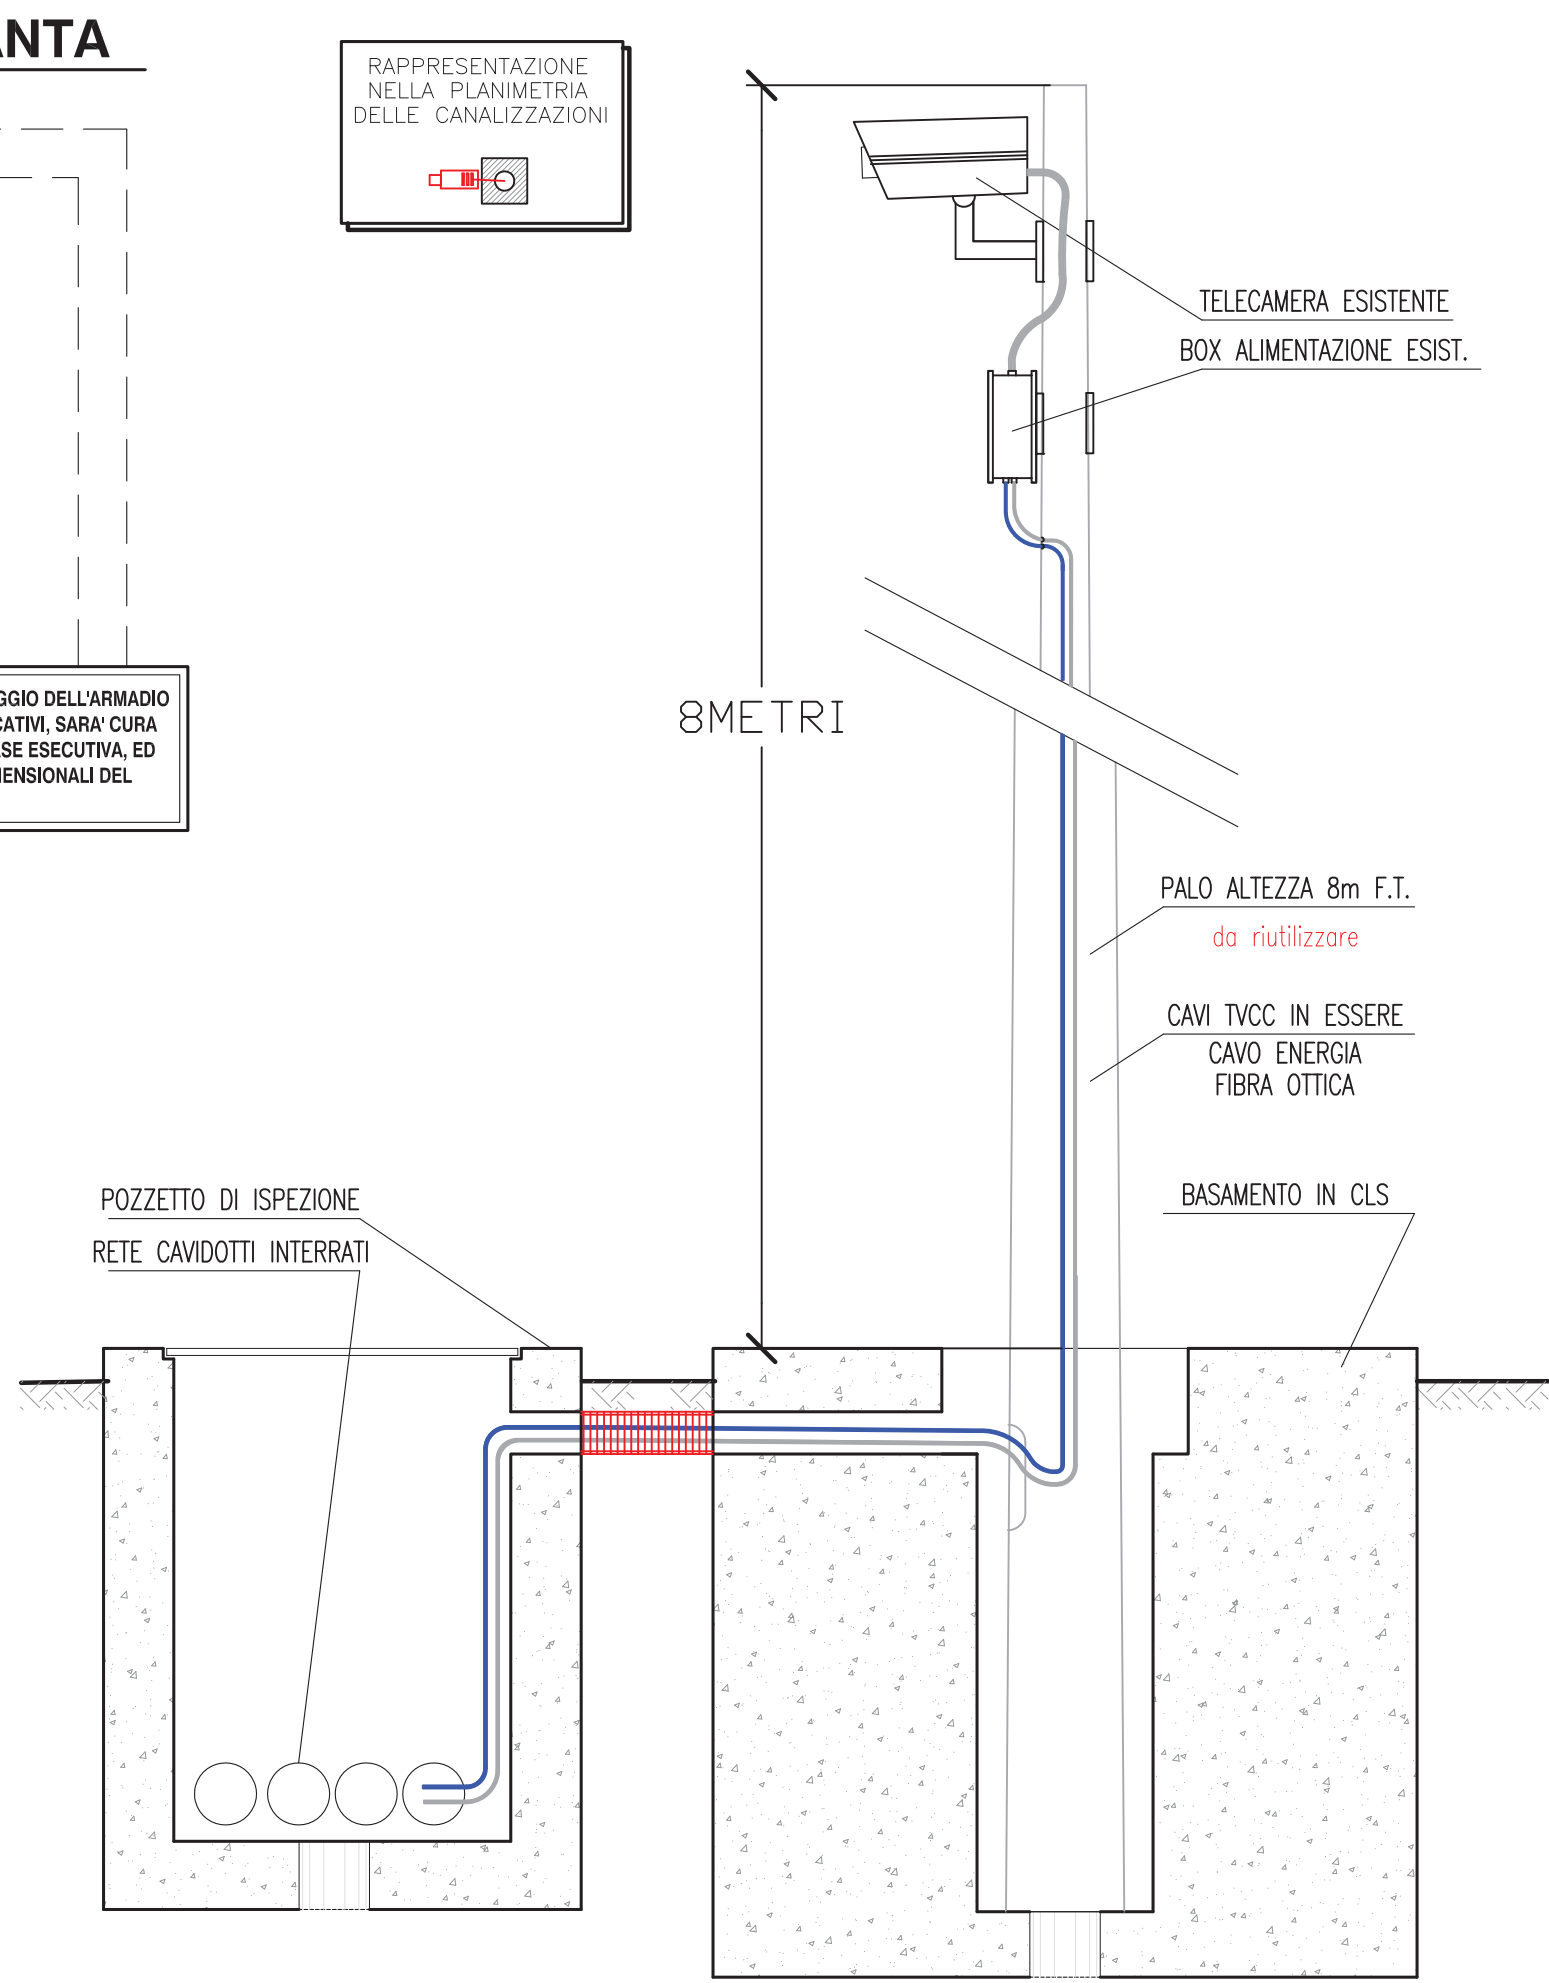 ANTA
RAPPRESENTAZIONE
NELLA PLANIMETRIA
DELLE CANALIZZAZIONI
TELECAMERA ESISTENTE
BOX ALIMENTAZIONE ESIST.
GGIO DELL'ARMADIO
CATIVI, SARA' CURA
SE ESECUTIVA, ED
ENSIONALI DEL
8METRI
PALO ALTEZZA 8m F.T.
da riutilizzare
CAVI TVCC IN ESSERE
CAVO ENERGIA
FIBRA OTTICA
POZZETTO DI ISPEZIONE
RETE CAVIDOTTI INTERRATI
BASAMENTO IN CLS